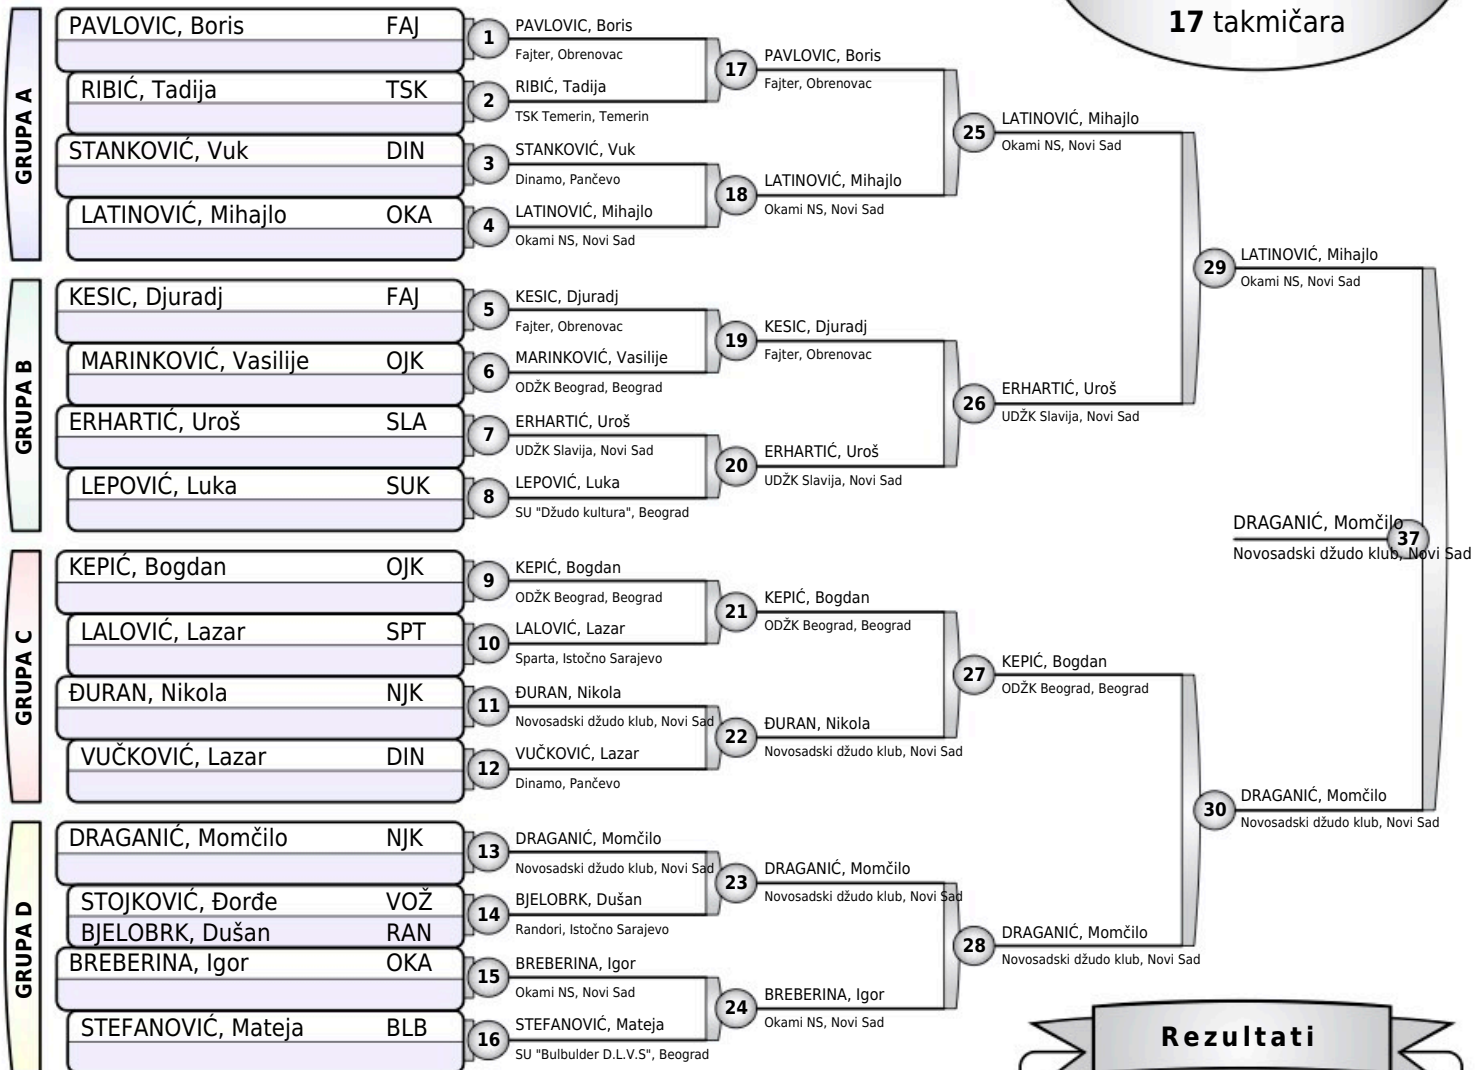 17 takmičara
GRUPA A
PAVLOVIC, Boris FAJ
RIBIĆ, Tadija TSK
STANKOVIĆ, Vuk DIN
LATINOVIĆ, Mihajlo OKA
1 PAVLOVIC, Boris
Fajter, Obrenovac
2 RIBIĆ, Tadija
TSK Temerin, Temerin
3 STANKOVIĆ, Vuk
Dinamo, Pančevo
4 LATINOVIĆ, Mihajlo
Okami NS, Novi Sad
17 PAVLOVIC, Boris
Fajter, Obrenovac
18 LATINOVIĆ, Mihajlo
Okami NS, Novi Sad
25 LATINOVIĆ, Mihajlo
Okami NS, Novi Sad
GRUPA B
KESIC, Djuradj FAJ
MARINKOVIĆ, Vasilije OJK
ERHARTIĆ, Uroš SLA
LEPOVIĆ, Luka SUK
5 KESIC, Djuradj
Fajter, Obrenovac
6 MARINKOVIĆ, Vasilije
ODŽK Beograd, Beograd
7 ERHARTIĆ, Uroš
UDŽK Slavija, Novi Sad
8 LEPOVIĆ, Luka
SU "Džudo kultura", Beograd
19 KESIC, Djuradj
Fajter, Obrenovac
20 ERHARTIĆ, Uroš
UDŽK Slavija, Novi Sad
26 ERHARTIĆ, Uroš
UDŽK Slavija, Novi Sad
29 LATINOVIĆ, Mihajlo
Okami NS, Novi Sad
GRUPA C
KEPIĆ, Bogdan OJK
LALOVIĆ, Lazar SPT
ĐURAN, Nikola NJK
VUČKOVIĆ, Lazar DIN
9 KEPIĆ, Bogdan
ODŽK Beograd, Beograd
10 LALOVIĆ, Lazar
Sparta, Istočno Sarajevo
11 ĐURAN, Nikola
Novosadski džudo klub, Novi Sad
12 VUČKOVIĆ, Lazar
Dinamo, Pančevo
21 KEPIĆ, Bogdan
ODŽK Beograd, Beograd
22 ĐURAN, Nikola
Novosadski džudo klub, Novi Sad
27 KEPIĆ, Bogdan
ODŽK Beograd, Beograd
GRUPA D
DRAGANIĆ, Momčilo NJK
STOJKOVIĆ, Đorđe VOŽ
BJELOBRK, Dušan RAN
BREBERINA, Igor OKA
STEFANOVIĆ, Mateja BLB
13 DRAGANIĆ, Momčilo
Novosadski džudo klub, Novi Sad
14 BJELOBRK, Dušan
Randori, Istočno Sarajevo
15 BREBERINA, Igor
Okami NS, Novi Sad
16 STEFANOVIĆ, Mateja
SU "Bulbulder D.L.V.S", Beograd
23 DRAGANIĆ, Momčilo
Novosadski džudo klub, Novi Sad
24 BREBERINA, Igor
Okami NS, Novi Sad
28 DRAGANIĆ, Momčilo
Novosadski džudo klub, Novi Sad
30 DRAGANIĆ, Momčilo
Novosadski džudo klub, Novi Sad
DRAGANIĆ, Momčilo 37
Novosadski džudo klub, Novi Sad
Rezultati